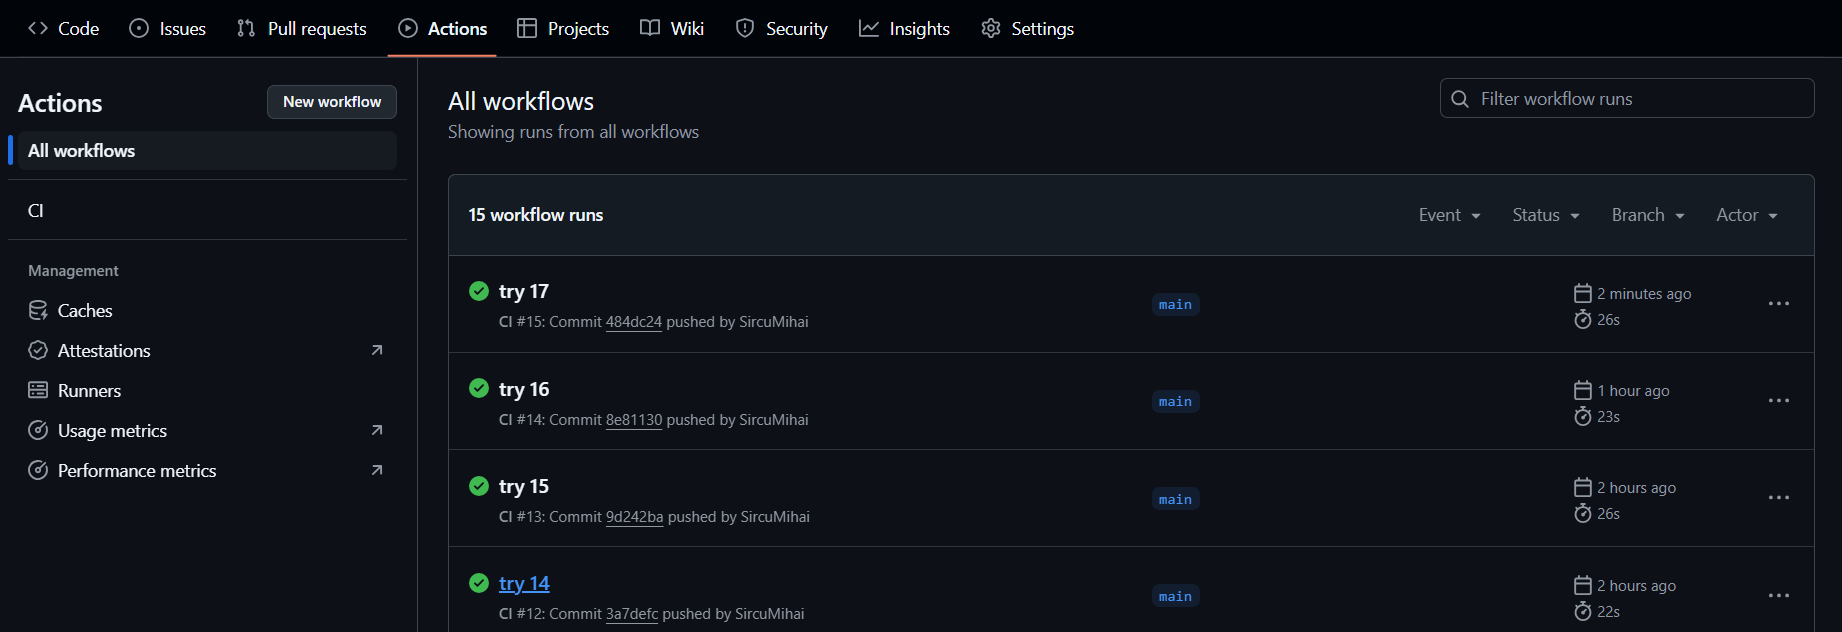 Code Issues Pull requests Actions Projects Wiki Security Insights Settings
Actions
New workflow
All workflows
CI
Management
Caches
Attestations
Runners
Usage metrics
Performance metrics
All workflows
Showing runs from all workflows
Filter workflow runs
15 workflow runs
Event Status Branch Actor
try 17
CI #15: Commit 484dc24 pushed by SircuMihai
main
2 minutes ago
26s
try 16
CI #14: Commit 8e81130 pushed by SircuMihai
main
1 hour ago
23s
try 15
CI #13: Commit 9d242ba pushed by SircuMihai
main
2 hours ago
26s
try 14
CI #12: Commit 3a7defc pushed by SircuMihai
main
2 hours ago
22s